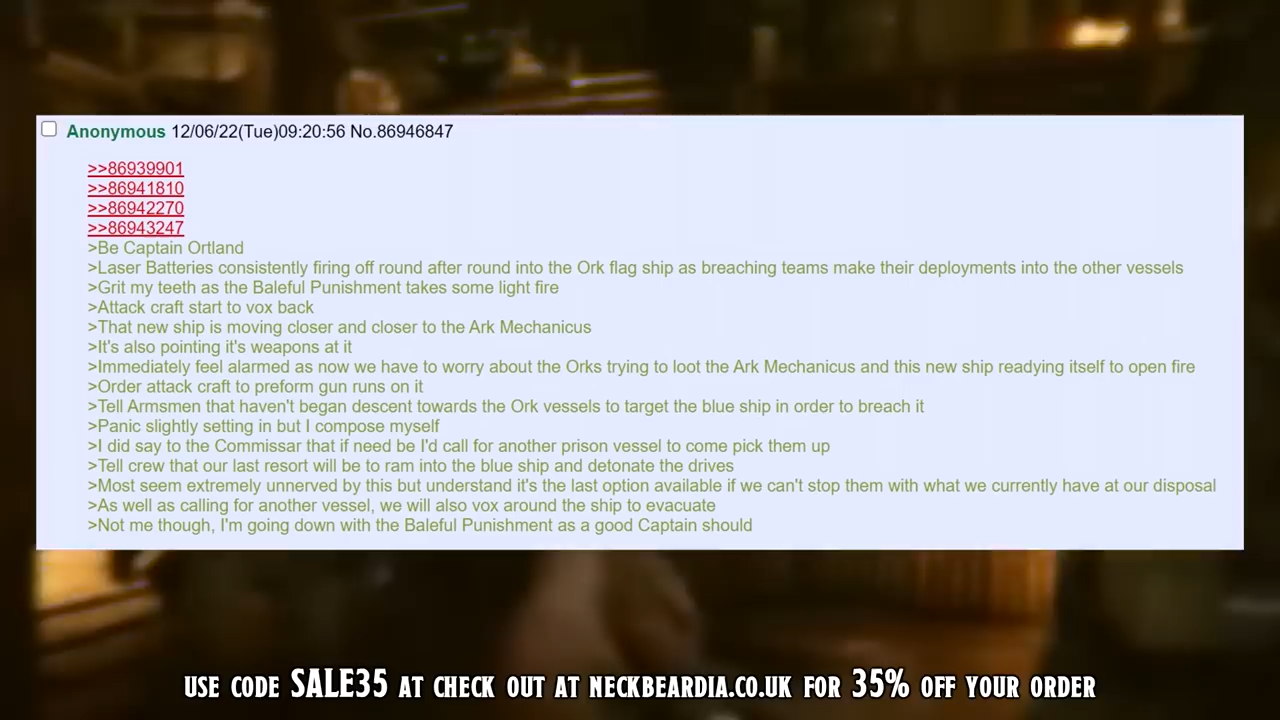 Anonymous 12/06/22(Tue)09:20:56 No.86946847
>>86939901
>>86941810
>>86942270
>>86943247
>Be Captain Ortland
>Laser Batteries consistently firing off round after round into the Ork flag ship as breaching teams make their deployments into the other vessels
>Grit my teeth as the Baleful Punishment takes some light fire
>Attack craft start to vox back
>That new ship is moving closer and closer to the Ark Mechanicus
>It's also pointing it's weapons at it
>Immediately feel alarmed as now we have to worry about the Orks trying to loot the Ark Mechanicus and this new ship readying itself to open fire
>Order attack craft to preform gun runs on it
>Tell Armsmen that haven't began descent towards the Ork vessels to target the blue ship in order to breach it
>Panic slightly setting in but I compose myself
>I did say to the Commissar that if need be I'd call for another prison vessel to come pick them up
>Tell crew that our last resort will be to ram into the blue ship and detonate the drives
>Most seem extremely unnerved by this but understand it's the last option available if we can't stop them with what we currently have at our disposal
>As well as calling for another vessel, we will also vox around the ship to evacuate
>Not me though, I'm going down with the Baleful Punishment as a good Captain should
USE CODE SALE35 AT CHECK OUT AT NECKBEARDIA.CO.UK FOR 35% OFF YOUR ORDER